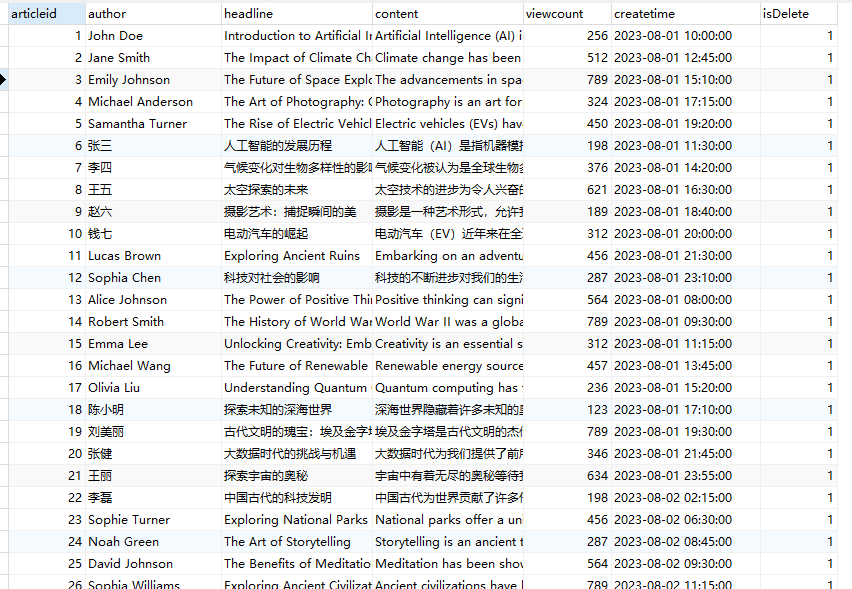 articleid author headline content viewcount createtime isDelete
1 John Doe Introduction to Artificial Artificial Intelligence (AI) i 256 2023-08-01 10:00:00 1
2 Jane Smith The Impact of Climate Ch Climate change has been 512 2023-08-01 12:45:00 1
3 Emily Johnson The Future of Space Explo The advancements in spa 789 2023-08-01 15:10:00 1
4 Michael Anderson The Art of Photography: Photography is an art for 324 2023-08-01 17:15:00 1
5 Samantha Turner The Rise of Electric Vehicl Electric vehicles (EVs) hav 450 2023-08-01 19:20:00 1
6 张三 人工智能的发展历程 人工智能（AI）是指机器模 198 2023-08-01 11:30:00 1
7 李四 气候变化对生物多样性的影 气候变化被认为是全球生物 376 2023-08-01 14:20:00 1
8 王五 太空探索的未来 太空技术的进步为令人兴奋的 621 2023-08-01 16:30:00 1
9 赵六 摄影艺术：捕捉瞬间的美 摄影是一种艺术形式，允许 189 2023-08-01 18:40:00 1
10 钱七 电动汽车的崛起 电动汽车（EV）近年来在全 312 2023-08-01 20:00:00 1
11 Lucas Brown Exploring Ancient Ruins Embarking on an adventu 456 2023-08-01 21:30:00 1
12 Sophia Chen 科技对社会的影响 科技的不断进步对我们的生 287 2023-08-01 23:10:00 1
13 Alice Johnson The Power of Positive Thi Positive thinking can signi 564 2023-08-01 08:00:00 1
14 Robert Smith The History of World War World War II was a globa 789 2023-08-01 09:30:00 1
15 Emma Lee Unlocking Creativity: Emb Creativity is an essential s 312 2023-08-01 11:15:00 1
16 Michael Wang The Future of Renewable Renewable energy source 457 2023-08-01 13:45:00 1
17 Olivia Liu Understanding Quantum Quantum computing has 236 2023-08-01 15:20:00 1
18 陈小明 探索未知的深海世界 深海世界隐藏着许多未知的 123 2023-08-01 17:10:00 1
19 刘美丽 古代文明的瑰宝：埃及金字 埃及金字塔是古代文明的杰 789 2023-08-01 19:30:00 1
20 张健 大数据时代的挑战与机遇 大数据时代为我们提供了前 346 2023-08-01 21:45:00 1
21 王丽 探索宇宙的奥秘 宇宙中有着无尽的奥秘等待 634 2023-08-01 23:55:00 1
22 李磊 中国古代的科技发明 中国古代为世界贡献了许多 198 2023-08-02 02:15:00 1
23 Sophie Turner Exploring National Parks National parks offer a un 456 2023-08-02 06:30:00 1
24 Noah Green The Art of Storytelling Storytelling is an ancient t 287 2023-08-02 08:45:00 1
25 David Johnson The Benefits of Meditatio Meditation has been shov 564 2023-08-02 09:30:00 1
26 Sophia Williams Exploring Ancient Civilizat Ancient civilizations have 789 2023-08-02 11:15:00 1